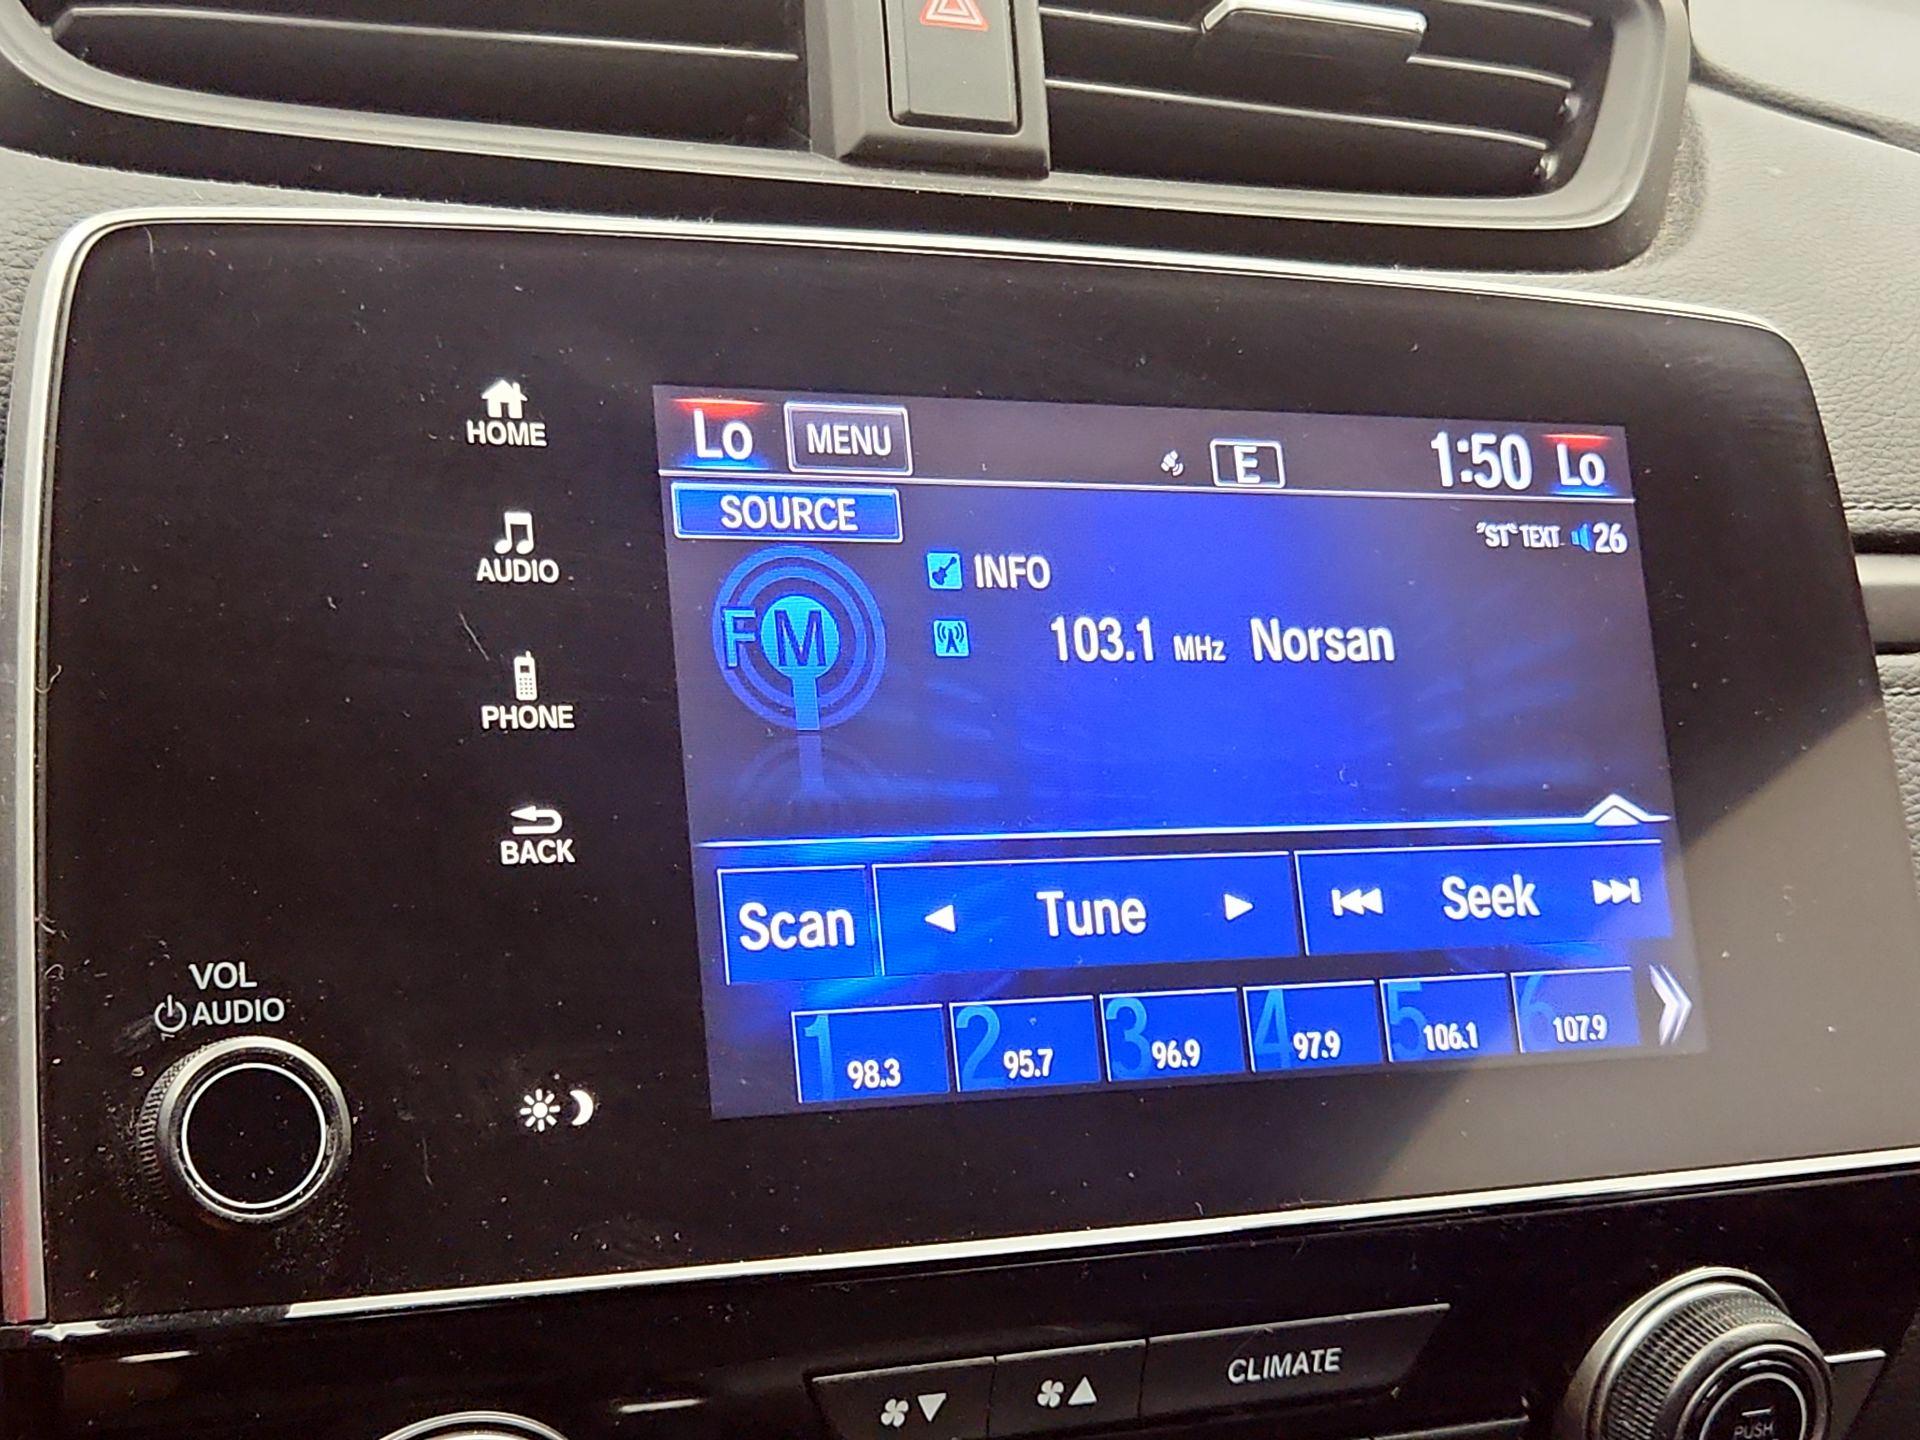 HOME
AUDIO
PHONE
BACK
VOL
AUDIO
Lo MENU E 1:50 Lo
SOURCE
"ST" TEXT 26
FM
INFO
103.1 MHz Norsan
Scan Tune Seek
1 98.3 2 95.7 3 96.9 4 97.9 5 106.1 6 107.9
CLIMATE
PUSH